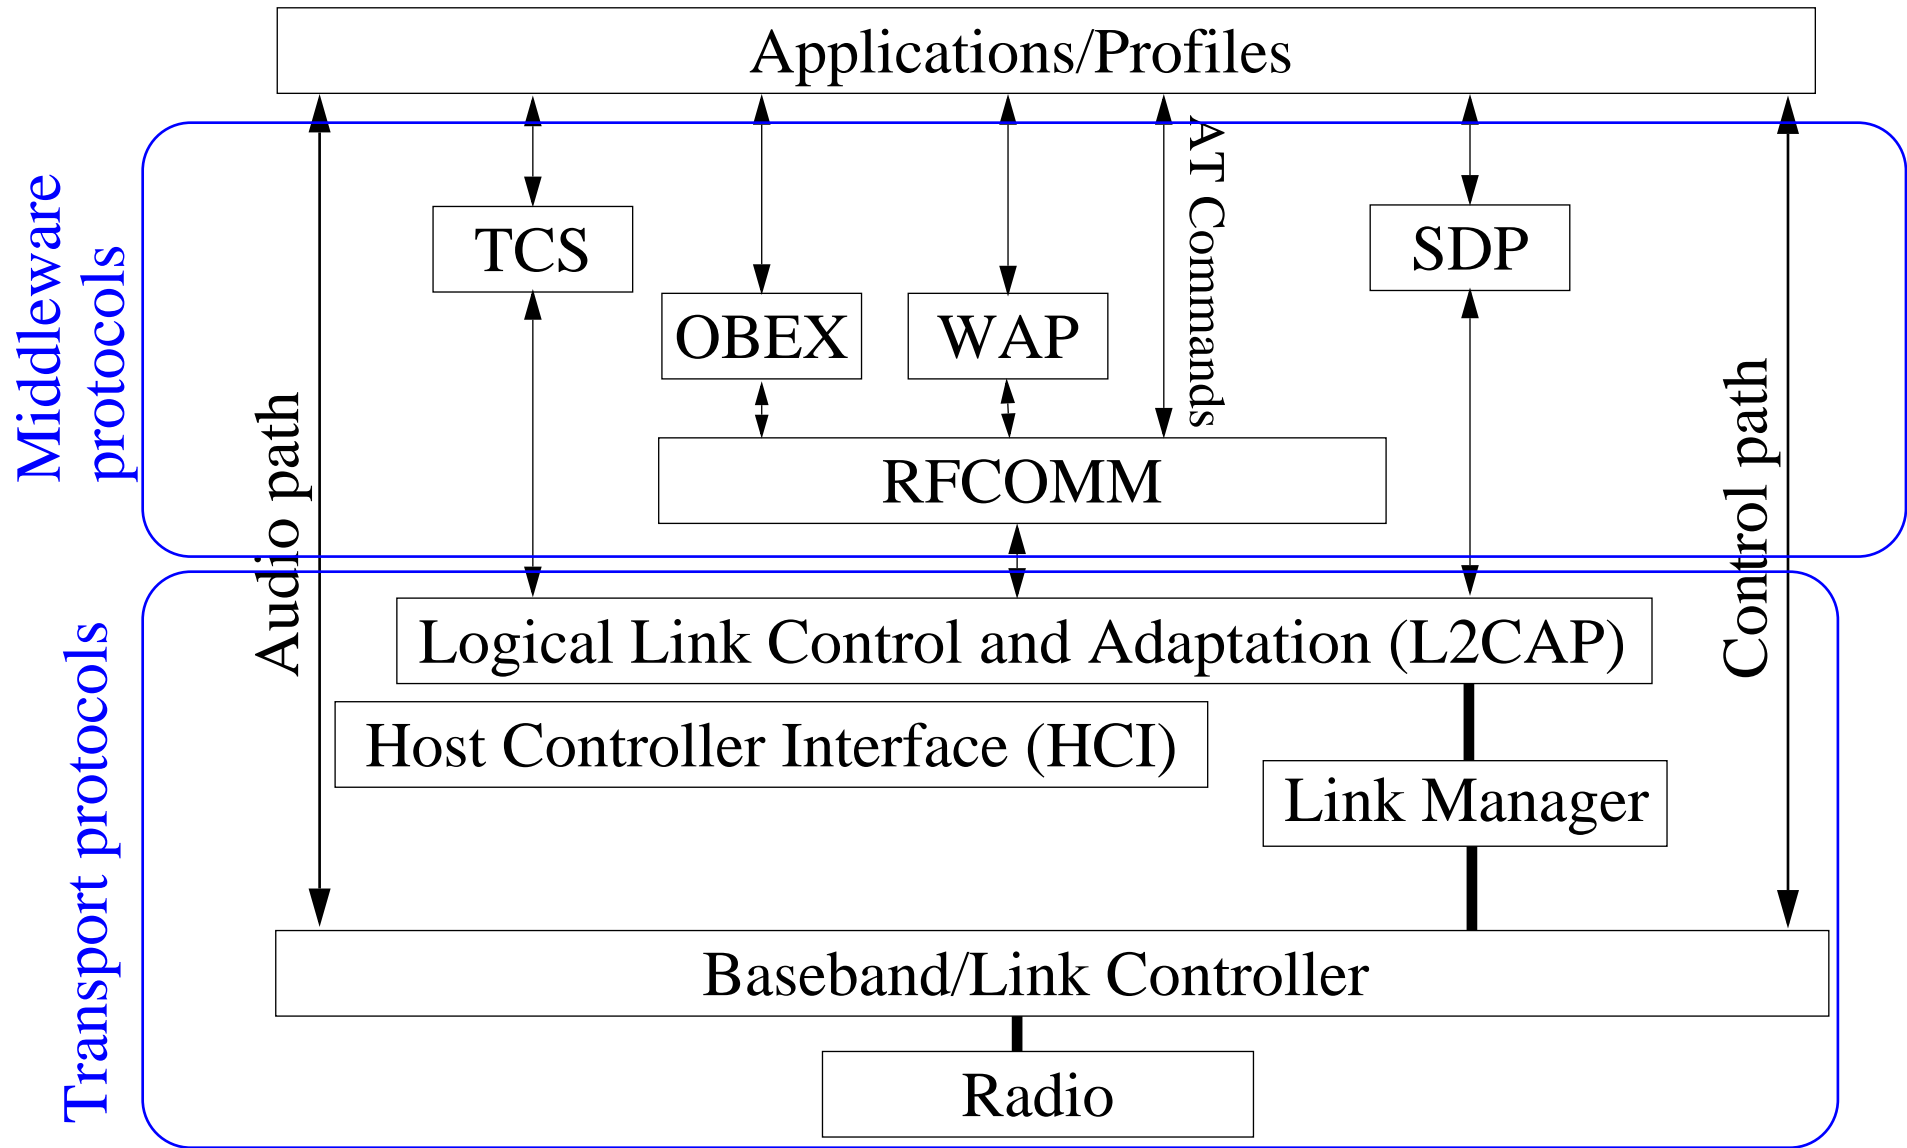 Applications/Profiles
Middleware
protocols
AT Commands
TCS
SDP
OBEX
WAP
RFCOMM
Audio path
Control path
Transport protocols
Logical Link Control and Adaptation (L2CAP)
Host Controller Interface (HCI)
Link Manager
Baseband/Link Controller
Radio